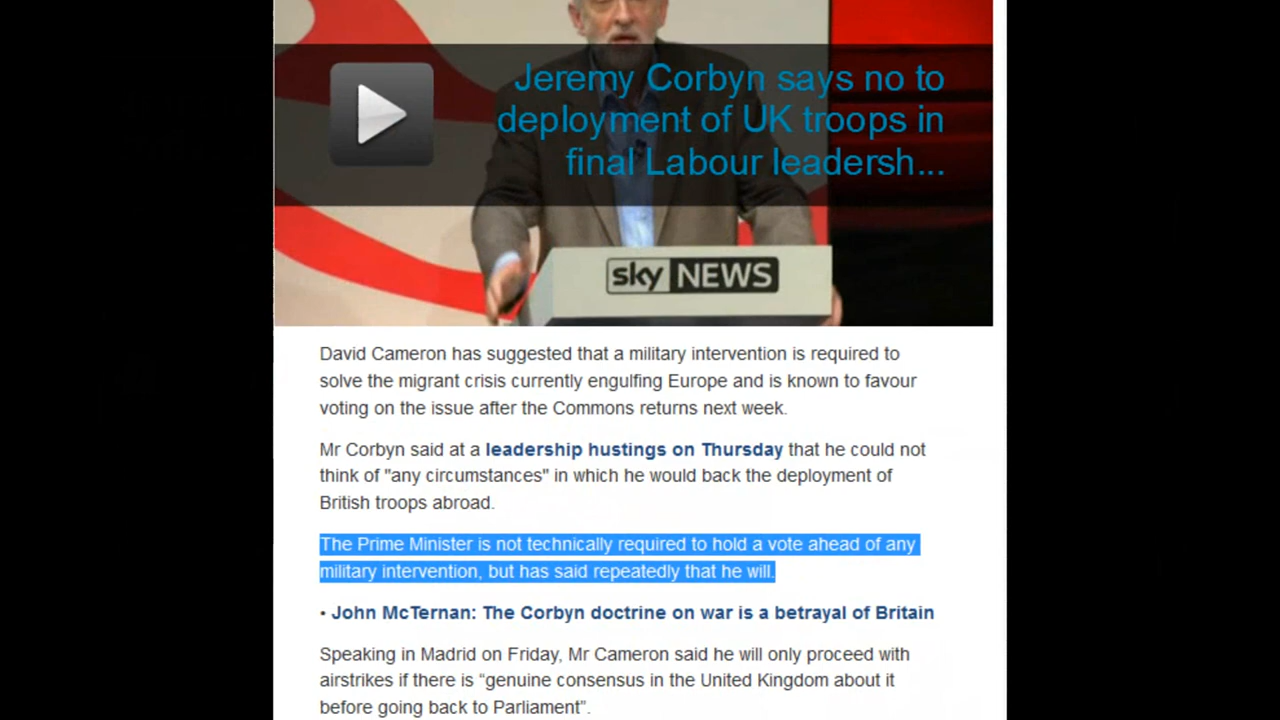 Jeremy Corbyn says no to
deployment of UK troops in
final Labour leadersh...
sky NEWS
David Cameron has suggested that a military intervention is required to
solve the migrant crisis currently engulfing Europe and is known to favour
voting on the issue after the Commons returns next week.
Mr Corbyn said at a leadership hustings on Thursday that he could not
think of "any circumstances" in which he would back the deployment of
British troops abroad.
The Prime Minister is not technically required to hold a vote ahead of any
military intervention, but has said repeatedly that he will.
• John McTernan: The Corbyn doctrine on war is a betrayal of Britain
Speaking in Madrid on Friday, Mr Cameron said he will only proceed with
airstrikes if there is “genuine consensus in the United Kingdom about it
before going back to Parliament”.